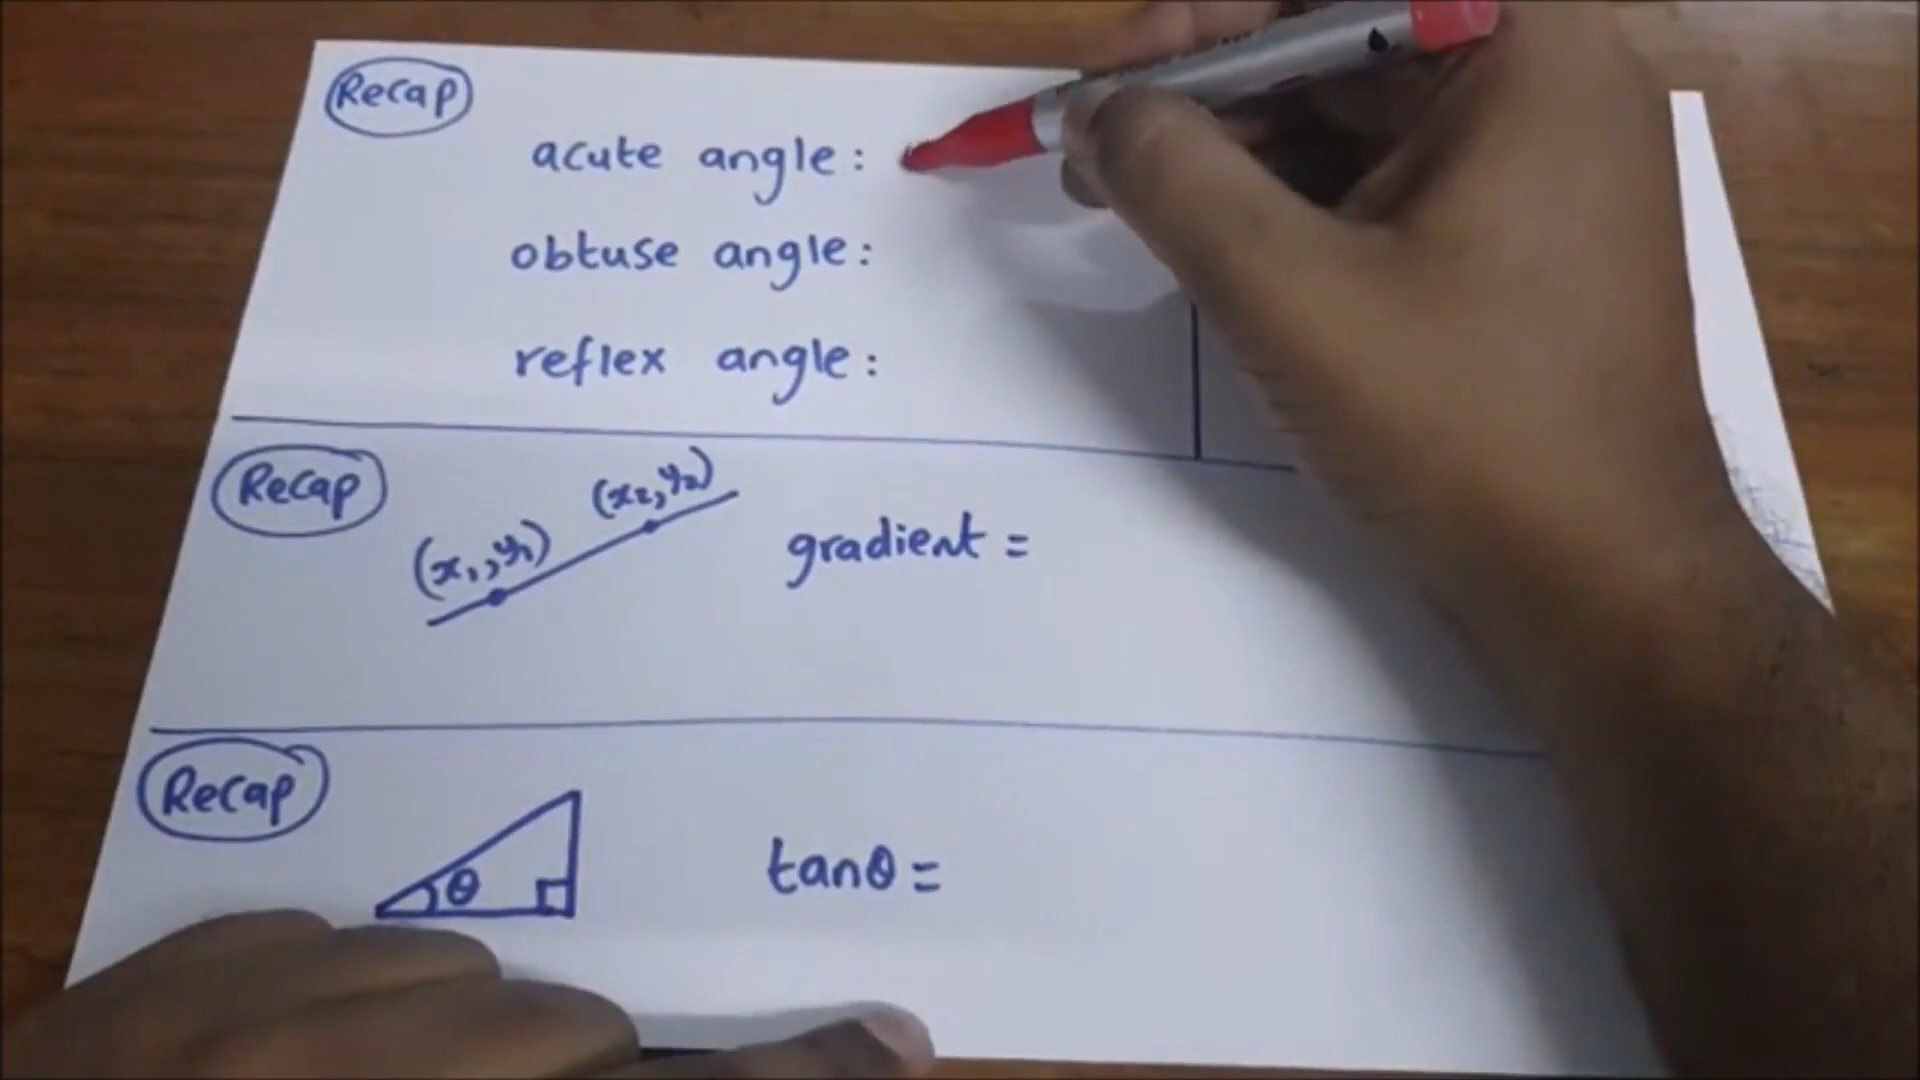 Recap
acute angle:
obtuse angle:
reflex angle:
Recap
(x₁, y₁)
(x₂, y₂)
gradient =
Recap
θ
tanθ =